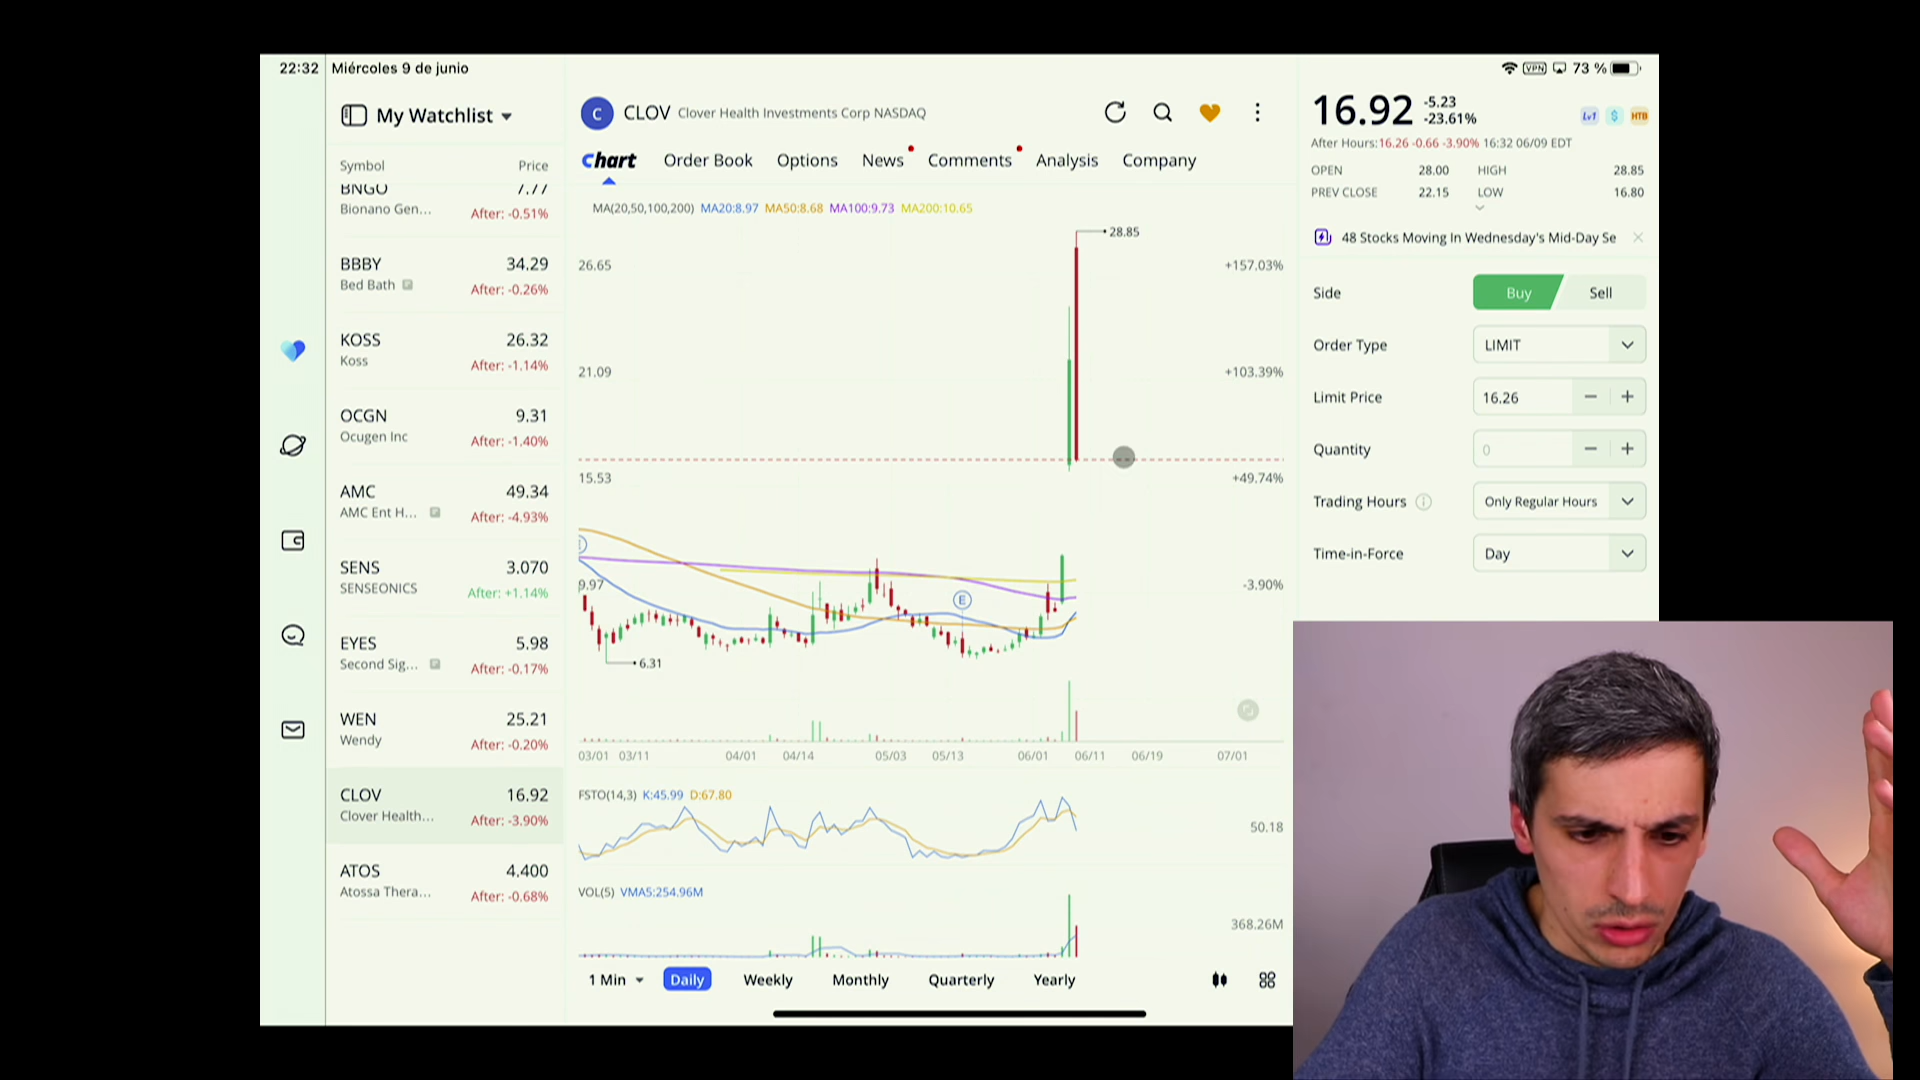 22:32 Miércoles 9 de junio
VPN 73 %
My Watchlist
Symbol Price
BNGO 7.77
Bionano Gen... After: -0.51%
BBBY 34.29
Bed Bath After: -0.26%
KOSS 26.32
Koss After: -1.14%
OCGN 9.31
Ocugen Inc After: -1.40%
AMC 49.34
AMC Ent H... After: -4.93%
SENS 3.070
SENSEONICS After: +1.14%
EYES 5.98
Second Sig... After: -0.17%
WEN 25.21
Wendy After: -0.20%
CLOV 16.92
Clover Health... After: -3.90%
ATOS 4.400
Atossa Thera... After: -0.68%
C CLOV Clover Health Investments Corp NASDAQ
Chart Order Book Options News Comments Analysis Company
MA(20,50,100,200) MA20:8.97 MA50:8.68 MA100:9.73 MA200:10.65
28.85
26.65 +157.03%
21.09 +103.39%
15.53 +49.74%
9.97 -3.90%
E
6.31
03/01 03/11 04/01 04/14 05/03 05/13 06/01 06/11 06/19 07/01
FSTO(14,3) K:45.99 D:67.80
50.18
VOL(5) VMA5:254.96M
368.26M
1 Min Daily Weekly Monthly Quarterly Yearly
16.92 -5.23
-23.61%
Lv1 $ HTB
After Hours:16.26 -0.66 -3.90% 16:32 06/09 EDT
OPEN 28.00 HIGH 28.85
PREV CLOSE 22.15 LOW 16.80
48 Stocks Moving In Wednesday's Mid-Day Se
Side Buy Sell
Order Type LIMIT
Limit Price 16.26 − +
Quantity 0 − +
Trading Hours Only Regular Hours
Time-in-Force Day